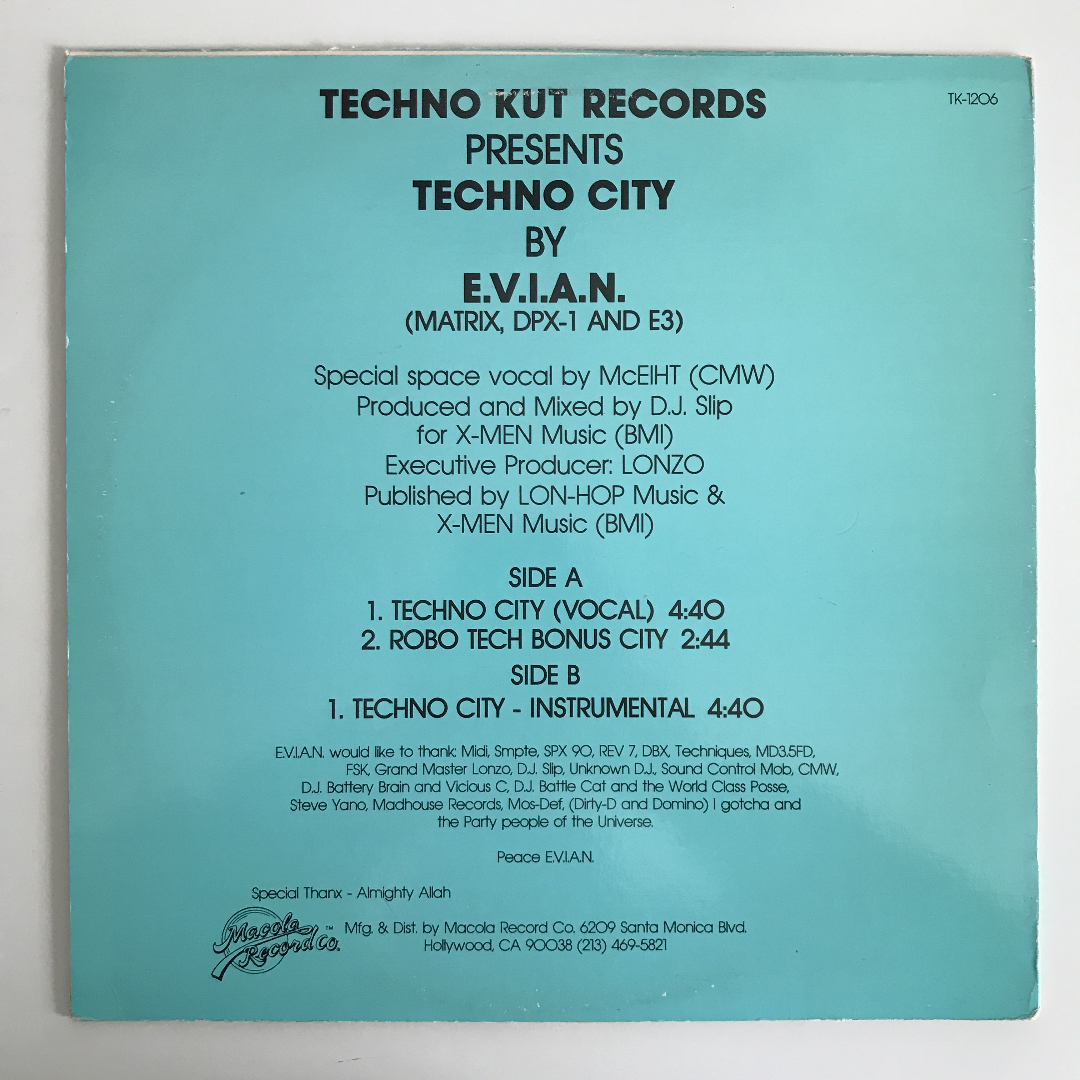 TECHNO KUT RECORDS
TK-1206
PRESENTS
TECHNO CITY
BY
E.V.I.A.N.
(MATRIX, DPX-1 AND E3)
Special space vocal by McEIHT (CMW)
Produced and Mixed by D.J. Slip
for X-MEN Music (BMI)
Executive Producer: LONZO
Published by LON-HOP Music &
X-MEN Music (BMI)
SIDE A
1. TECHNO CITY (VOCAL) 4:40
2. ROBO TECH BONUS CITY 2:44
SIDE B
1. TECHNO CITY - INSTRUMENTAL 4:40
E.V.I.A.N. would like to thank: Midi, Smpte, SPX 90, REV 7, DBX, Techniques, MD3.5FD,
FSK, Grand Master Lonzo, D.J. Slip, Unknown D.J., Sound Control Mob, CMW,
D.J. Battery Brain and Vicious C, D.J. Battle Cat and the World Class Posse,
Steve Yano, Madhouse Records, Mos-Def, (Dirty-D and Domino) I gotcha and
the Party people of the Universe.
Peace E.V.I.A.N.
Special Thanx - Almighty Allah
Macola
Record Co.
™ Mfg. & Dist. by Macola Record Co. 6209 Santa Monica Blvd.
Hollywood, CA 90038 (213) 469-5821